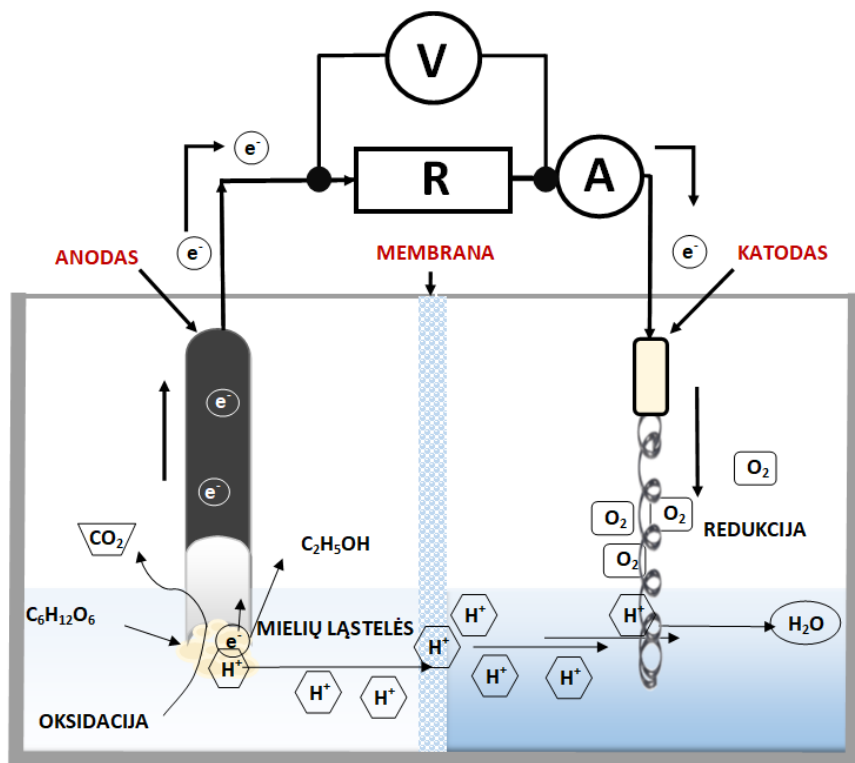 V
e⁻
R
A
e⁻
e⁻
ANODAS
MEMBRANA
KATODAS
e⁻
e⁻
O₂
O₂
O₂
REDUKCIJA
CO₂
C₂H₅OH
O₂
C₆H₁₂O₆
H⁺
H⁺
MIELIŲ LĄSTELĖS
e⁻
H⁺
H₂O
H⁺
H⁺
H⁺
H⁺
H⁺
OKSIDACIJA